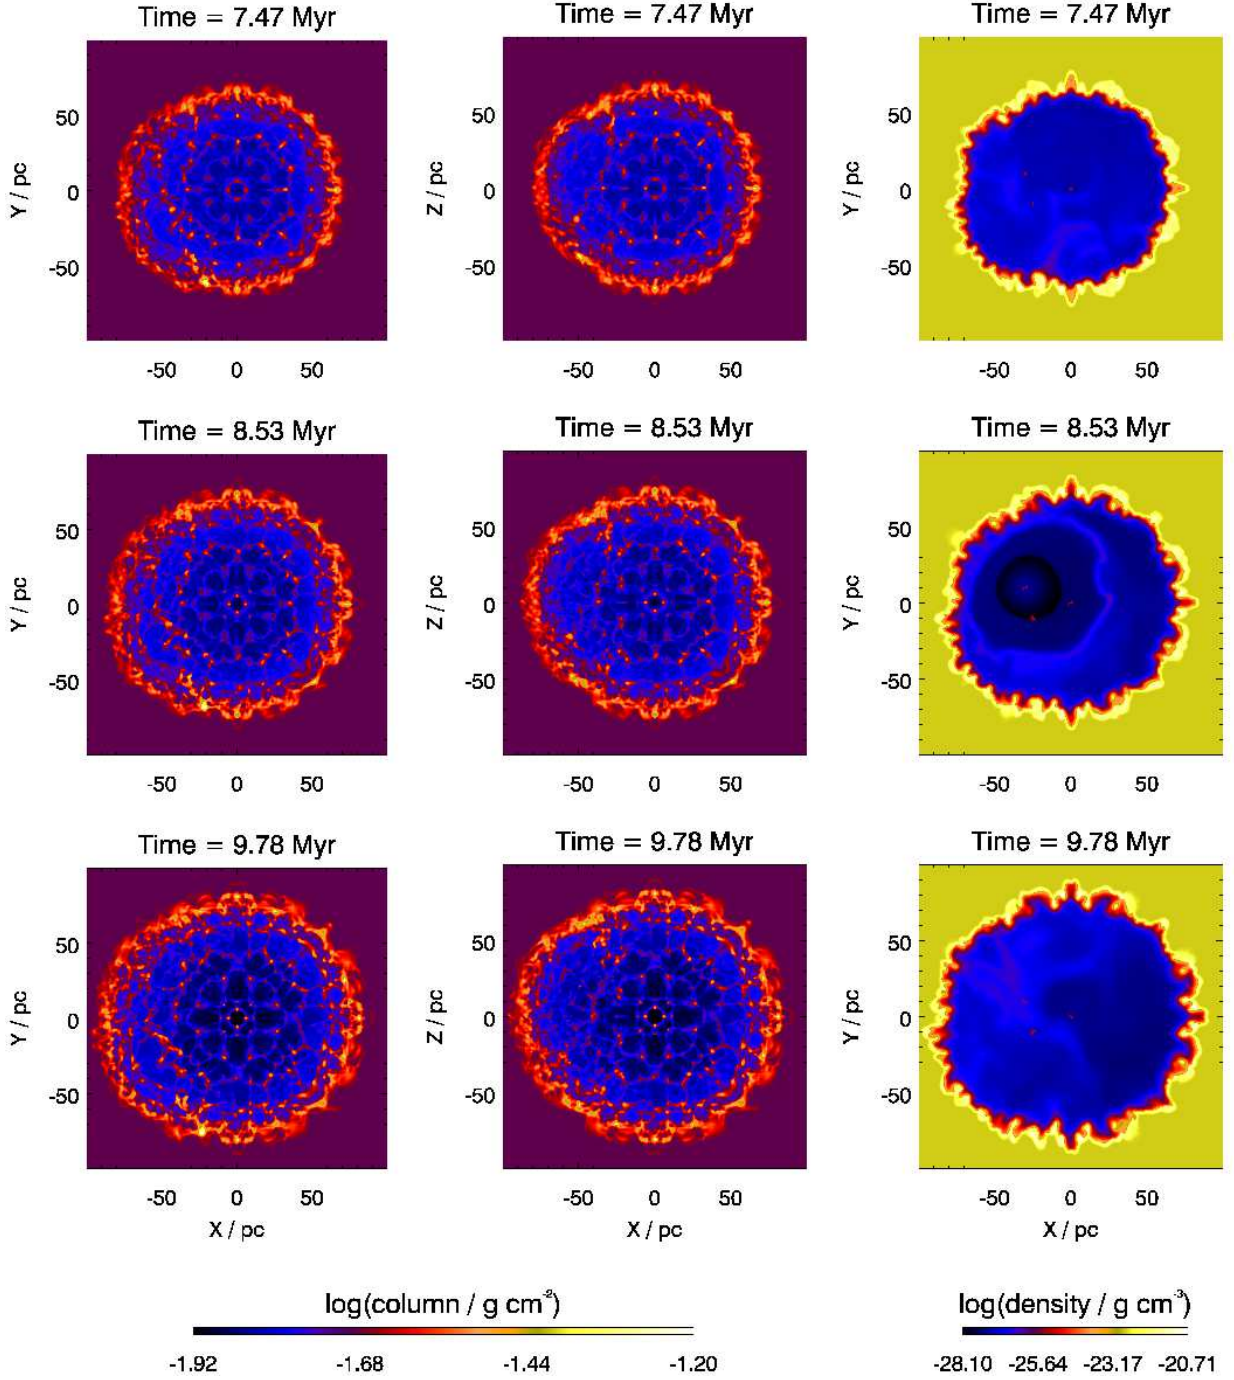 Time = 7.47 Myr
Time = 7.47 Myr
Time = 7.47 Myr
Y / pc
50
0
-50
-50 0 50
Z / pc
50
0
-50
-50 0 50
Y / pc
50
0
-50
-50 0 50
Time = 8.53 Myr
Time = 8.53 Myr
Time = 8.53 Myr
Y / pc
50
0
-50
-50 0 50
Z / pc
50
0
-50
-50 0 50
Y / pc
50
0
-50
-50 0 50
Time = 9.78 Myr
Time = 9.78 Myr
Time = 9.78 Myr
Y / pc
50
0
-50
-50 0 50
X / pc
Z / pc
50
0
-50
-50 0 50
X / pc
Y / pc
50
0
-50
-50 0 50
X / pc
log(column / g cm⁻²)
-1.92 -1.68 -1.44 -1.20
log(density / g cm⁻³)
-28.10 -25.64 -23.17 -20.71